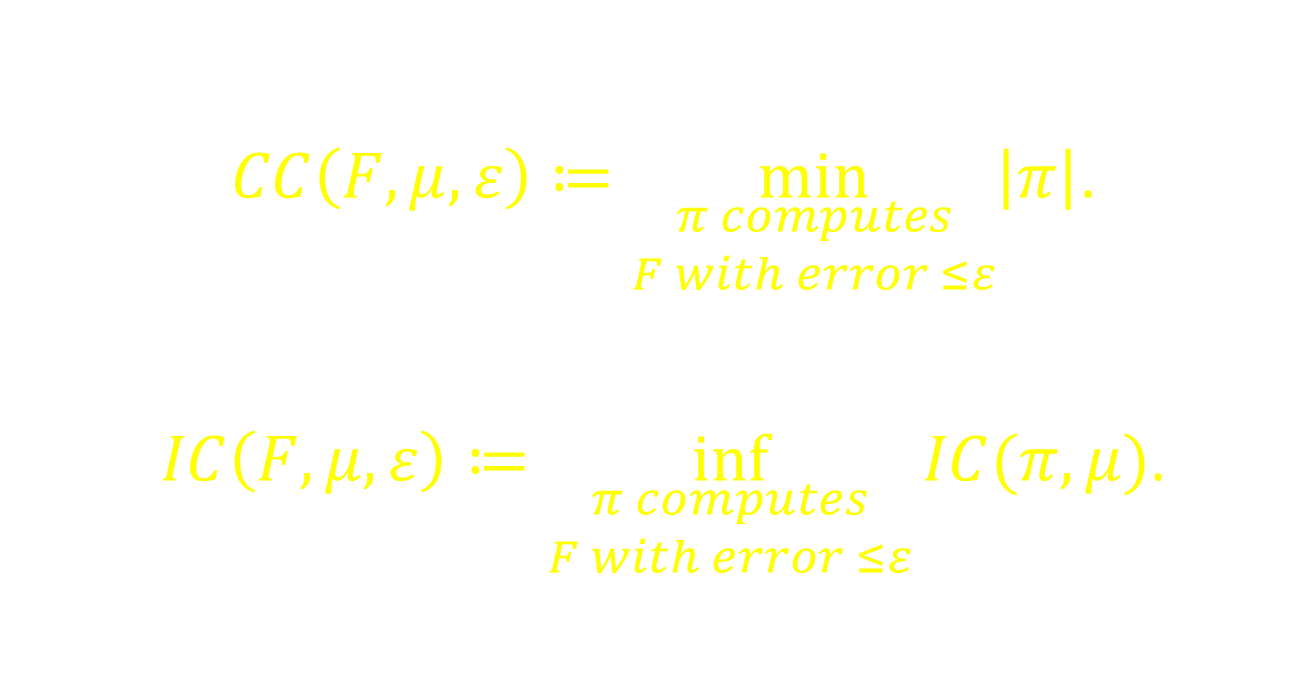 CC(F, μ, ε) ≔ min |π|.
π computes
F with error ≤ε
IC(F, μ, ε) ≔ inf IC(π, μ).
π computes
F with error ≤ε